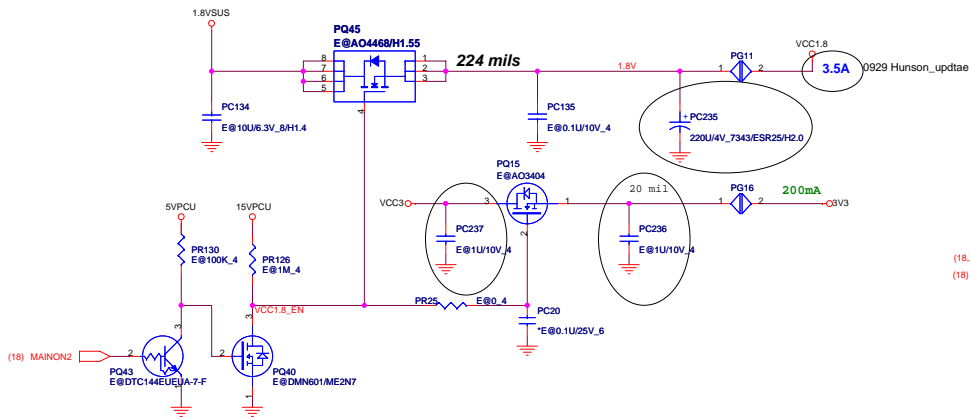 1.8VSUS
PQ45
E@AO4468/H1.55
8
7
6
5
1
2
3
4
224 mils
1.8V
PG11
1
2
VCC1.8
3.5A
0929 Hunson_updtae
PC134
E@10U/6.3V_8/H1.4
PC135
E@0.1U/10V_4
+
PC235
220U/4V_7343/ESR25/H2.0
PQ15
E@AO3404
20 mil
PG16
200mA
VCC3
3
1
2
1
2
3V3
PC237
E@1U/10V_4
PC236
E@1U/10V_4
5VPCU
15VPCU
PR130
E@100K_4
PR126
E@1M_4
(18,
(18)
VCC1.8_EN
PR25
E@0_4
PC20
*E@0.1U/25V_6
(18) MAINON2
2
3
1
PQ43
E@DTC144EUEUA-7-F
2
3
1
PQ40
E@DMN601/ME2N7